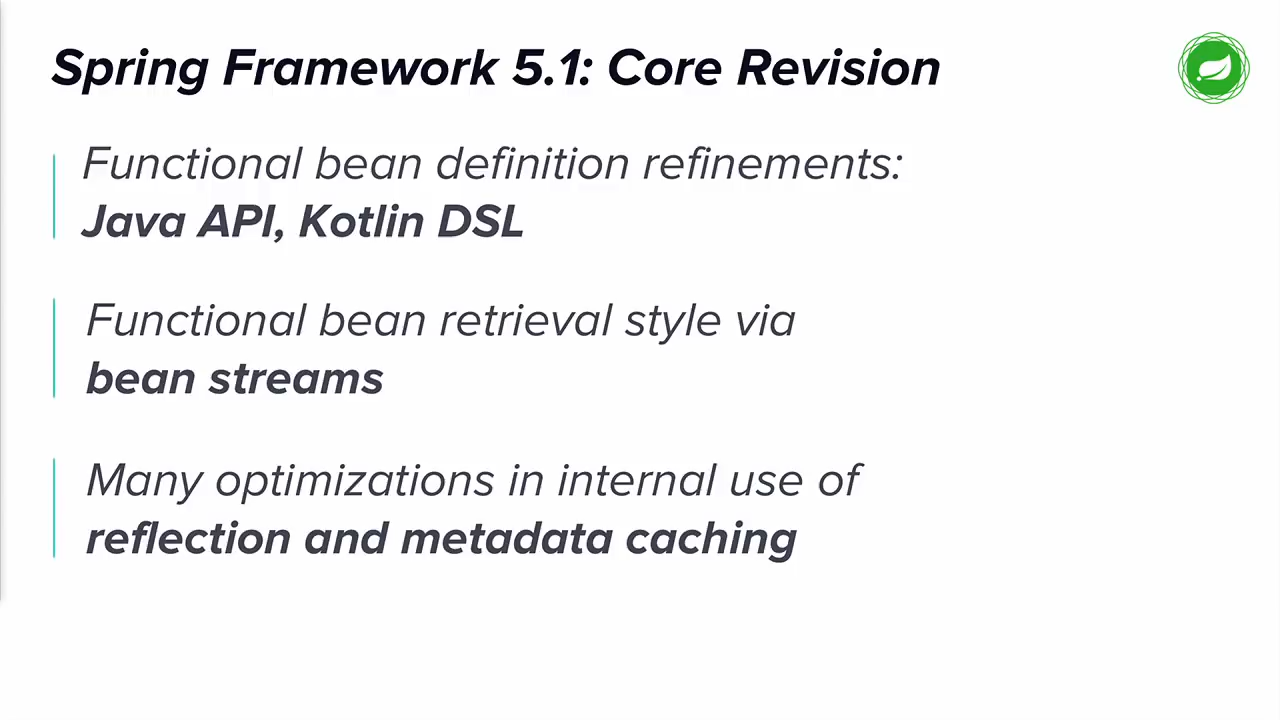 Spring Framework 5.1: Core Revision
Functional bean definition refinements:
Java API, Kotlin DSL
Functional bean retrieval style via
bean streams
Many optimizations in internal use of
reflection and metadata caching